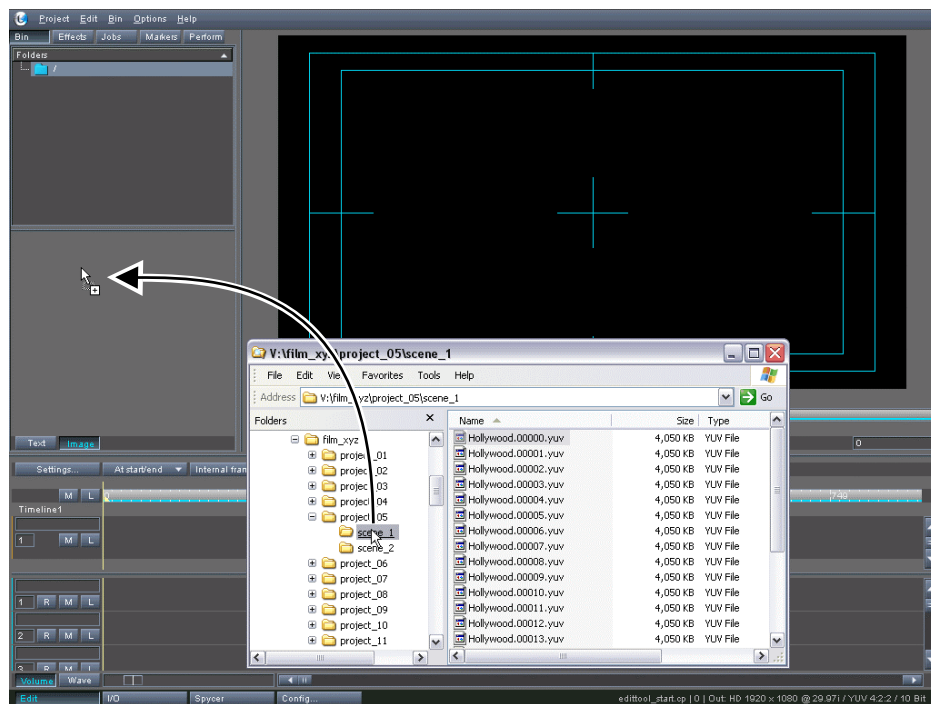 Project Edit Bin Options Help
Bin Effects Jobs Markers Perform
Folders
/
V:\film_xyz\project_05\scene_1
File Edit View Favorites Tools Help
Address V:\film_xyz\project_05\scene_1 Go
Folders
film_xyz
project_01
project_02
project_03
project_04
project_05
scene_1
scene_2
project_06
project_07
project_08
project_09
project_10
project_11
Name Size Type
Hollywood.00000.yuv 4,050 KB YUV File
Hollywood.00001.yuv 4,050 KB YUV File
Hollywood.00002.yuv 4,050 KB YUV File
Hollywood.00003.yuv 4,050 KB YUV File
Hollywood.00004.yuv 4,050 KB YUV File
Hollywood.00005.yuv 4,050 KB YUV File
Hollywood.00006.yuv 4,050 KB YUV File
Hollywood.00007.yuv 4,050 KB YUV File
Hollywood.00008.yuv 4,050 KB YUV File
Hollywood.00009.yuv 4,050 KB YUV File
Hollywood.00010.yuv 4,050 KB YUV File
Hollywood.00011.yuv 4,050 KB YUV File
Hollywood.00012.yuv 4,050 KB YUV File
Hollywood.00013.yuv 4,050 KB YUV File
Text Image
0
Settings... At start/end Internal fran
M L
749
Timeline1
1 M L
1 R M L
2 R M L
3 R M L
Volume Wave
Edit I/O Spycer Config...
edittool_start.cp | 0 | Out: HD 1920 x 1080 @ 29.97i / YUV 4:2:2 / 10 Bit